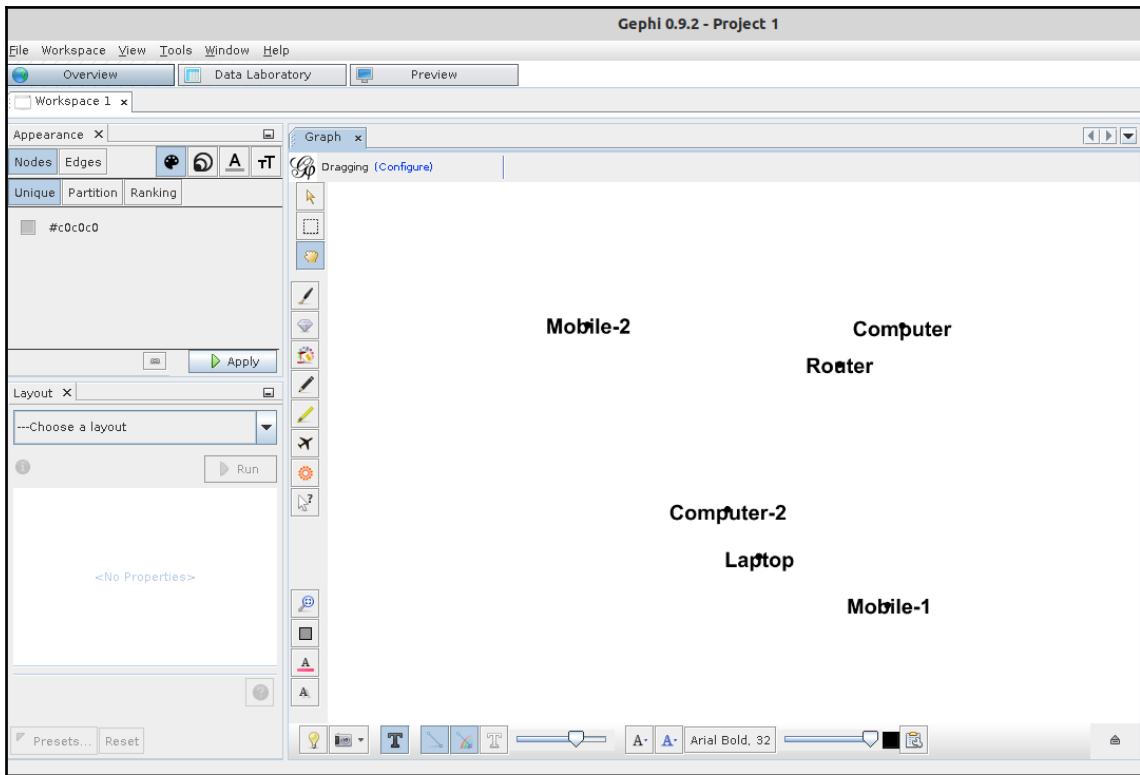 Gephi 0.9.2 - Project 1
File Workspace View Tools Window Help
Overview Data Laboratory Preview
Workspace 1 x
Appearance X
Graph x
Nodes Edges A TT
Dragging (Configure)
Unique Partition Ranking
#c0c0c0
Mobile-2 Computer
Router
Apply
Layout X
---Choose a layout
Run
Computer-2
Laptop
<No Properties>
Mobile-1
A
A
Presets... Reset
T T A- A- Arial Bold, 32